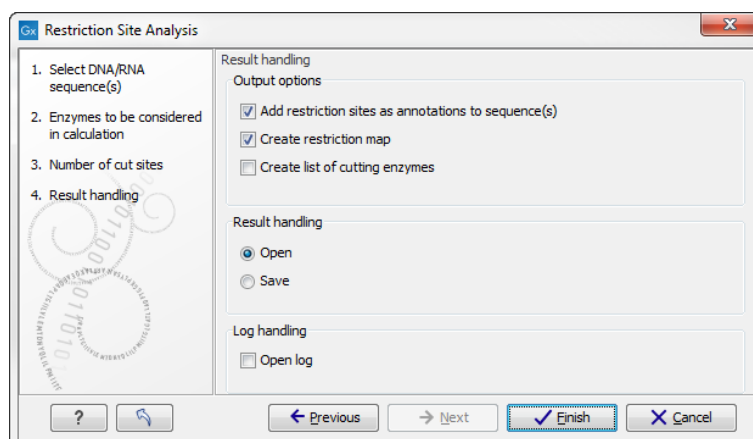 Gx Restriction Site Analysis
X
1. Select DNA/RNA
sequence(s)
2. Enzymes to be considered
in calculation
3. Number of cut sites
4. Result handling
Result handling
Output options
Add restriction sites as annotations to sequence(s)
Create restriction map
Create list of cutting enzymes
Result handling
Open
Save
Log handling
Open log
?
Previous
Next
Finish
Cancel